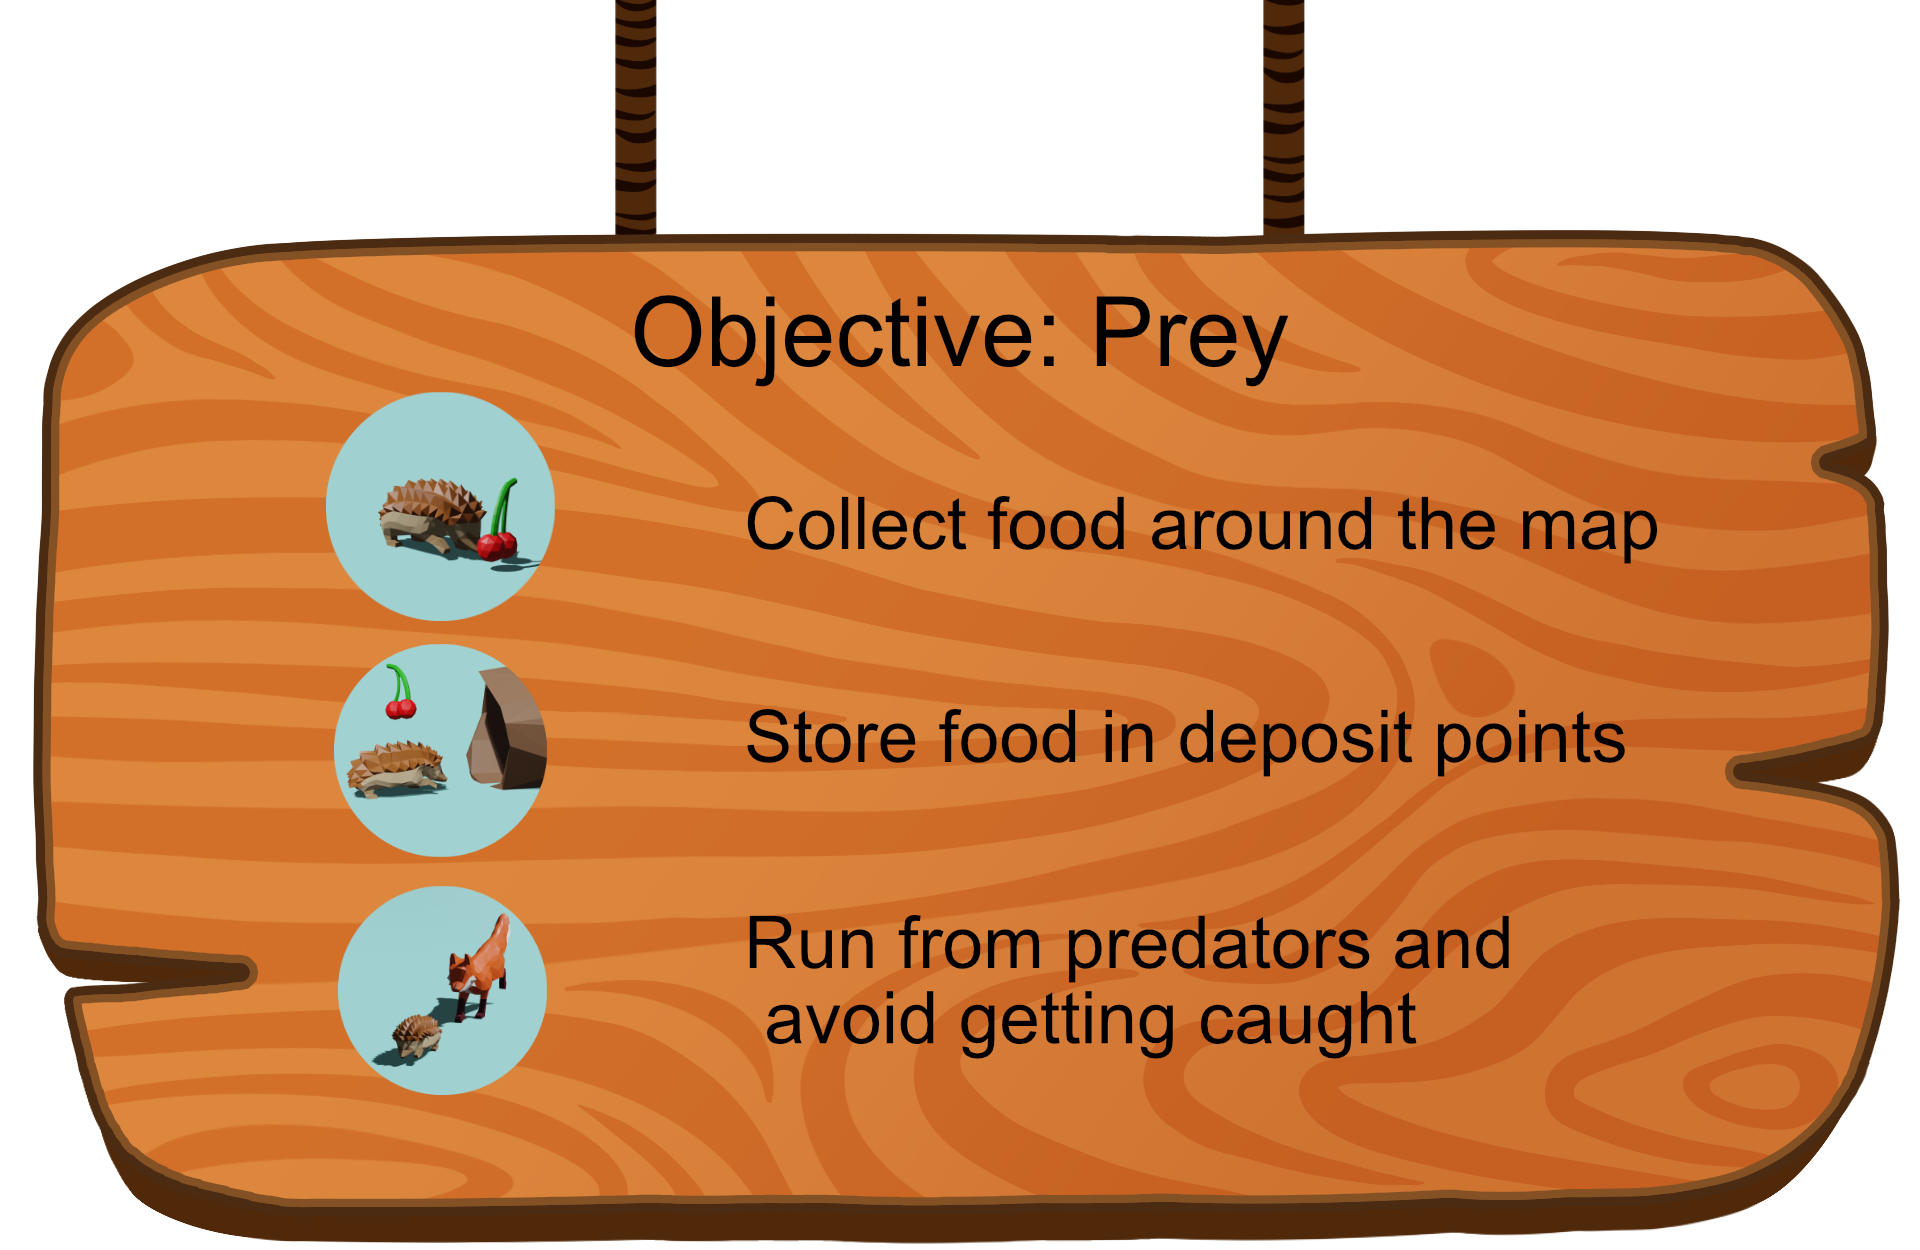 Objective: Prey
Collect food around the map
Store food in deposit points
Run from predators and
avoid getting caught